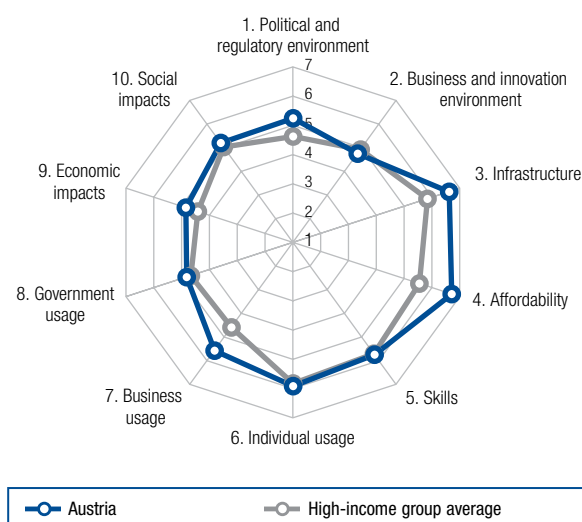 1. Political and
regulatory environment
2. Business and innovation
environment
3. Infrastructure
4. Affordability
5. Skills
6. Individual usage
7. Business
usage
8. Government
usage
9. Economic
impacts
10. Social
impacts
7
6
5
4
3
2
1
Austria
High-income group average